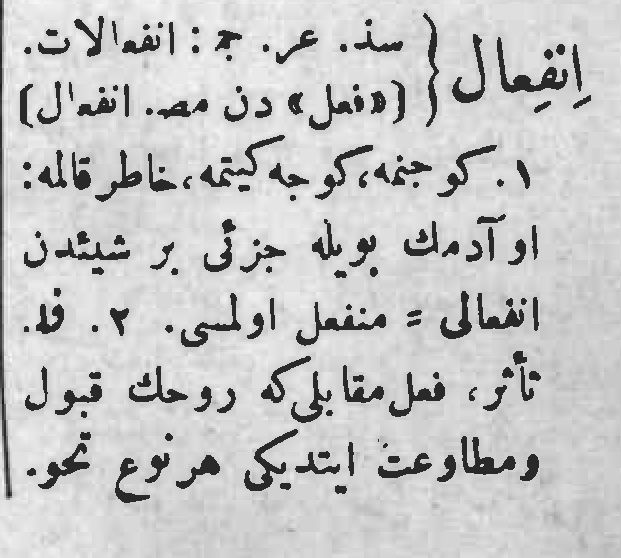 اِنفِعال { سذ. عر. ج : انفعالات.
(«فعل» دن مصـ. انفعال)
١. كوجنمه، كوجه كيتمه، خاطر قالمه:
او آدمك بويله جزئى بر شيئدن
انفعالى = منفعل اولمسى. ٢. فلـ.
تأثر، فعل مقابلى كه روحك قبول
ومطاوعت ايتديكى هر نوع تحو.